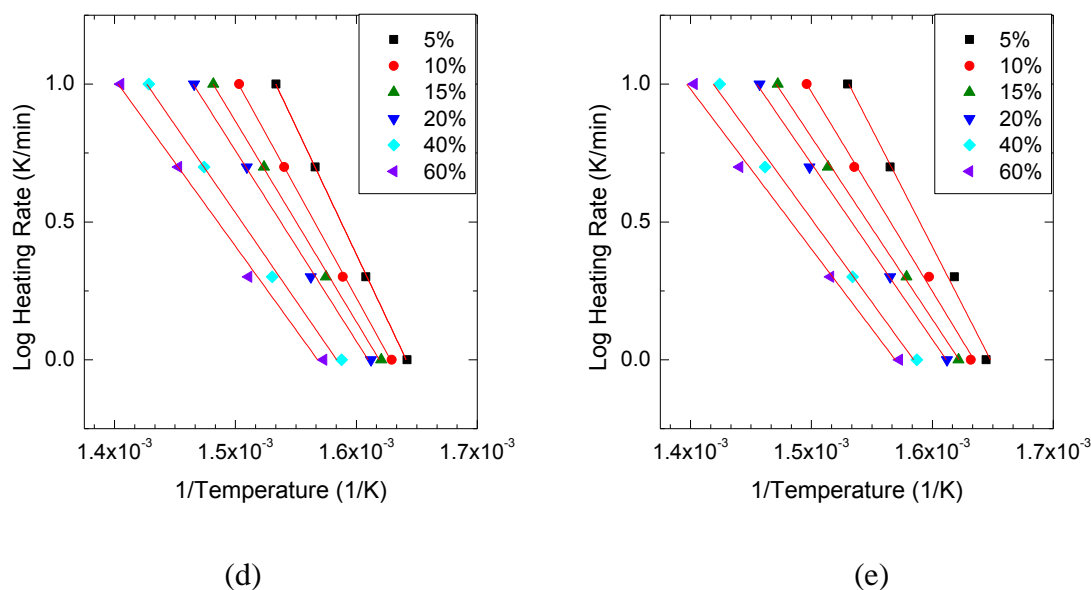 5%
10%
15%
20%
40%
60%
1.0
0.5
0.0
Log Heating Rate (K/min)
1.4x10⁻³ 1.5x10⁻³ 1.6x10⁻³ 1.7x10⁻³
1/Temperature (1/K)
(d)
5%
10%
15%
20%
40%
60%
1.0
0.5
0.0
Log Heating Rate (K/min)
1.4x10⁻³ 1.5x10⁻³ 1.6x10⁻³ 1.7x10⁻³
1/Temperature (1/K)
(e)